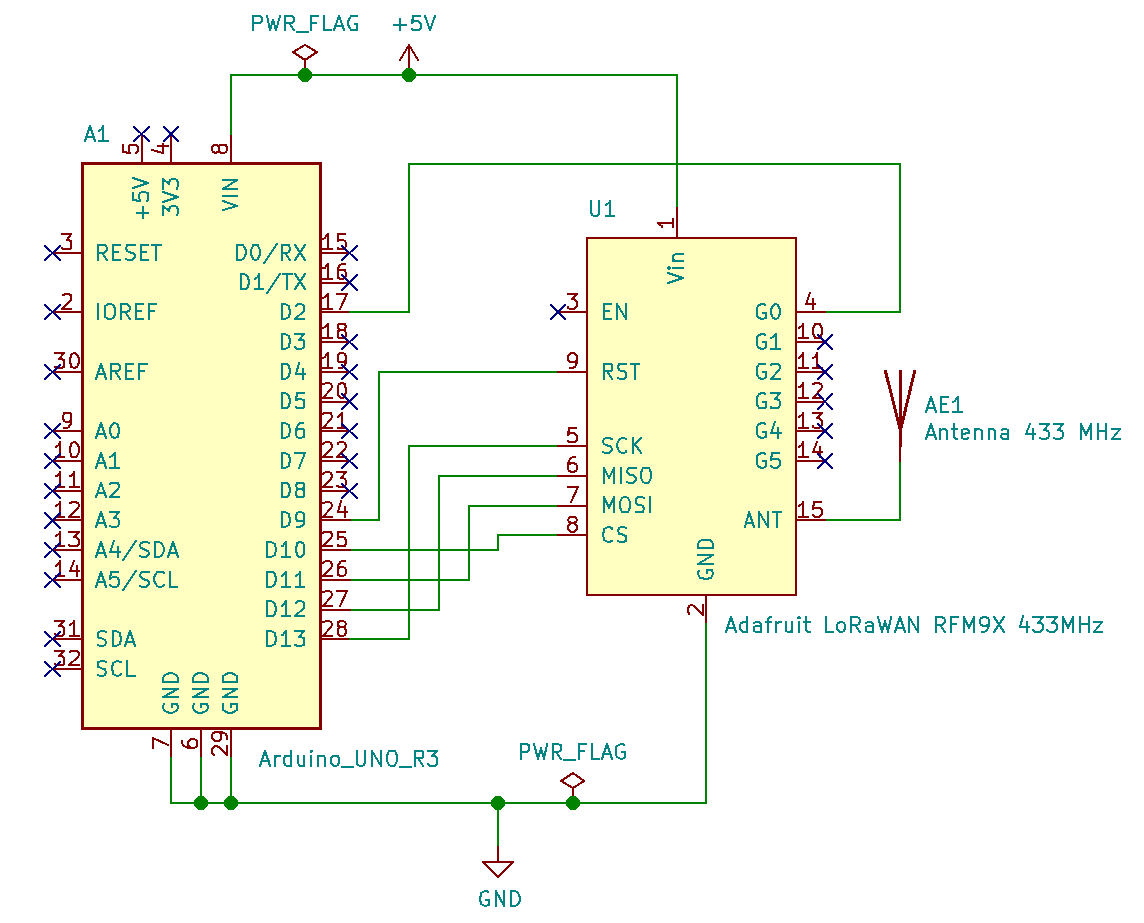 PWR_FLAG +5V
A1
5 4 8
+5V 3V3 VIN
3 RESET
2 IOREF
30 AREF
9 A0
10 A1
11 A2
12 A3
13 A4/SDA
14 A5/SCL
31 SDA
32 SCL
D0/RX 15
D1/TX 16
D2 17
D3 18
D4 19
D5 20
D6 21
D7 22
D8 23
D9 24
D10 25
D11 26
D12 27
D13 28
GND GND GND
7 6 29
Arduino_UNO_R3
U1
1
Vin
3 EN
9 RST
5 SCK
6 MISO
7 MOSI
8 CS
G0 4
G1 10
G2 11
G3 12
G4 13
G5 14
ANT 15
GND
2
Adafruit LoRaWAN RFM9X 433MHz
AE1
Antenna 433 MHz
PWR_FLAG
GND